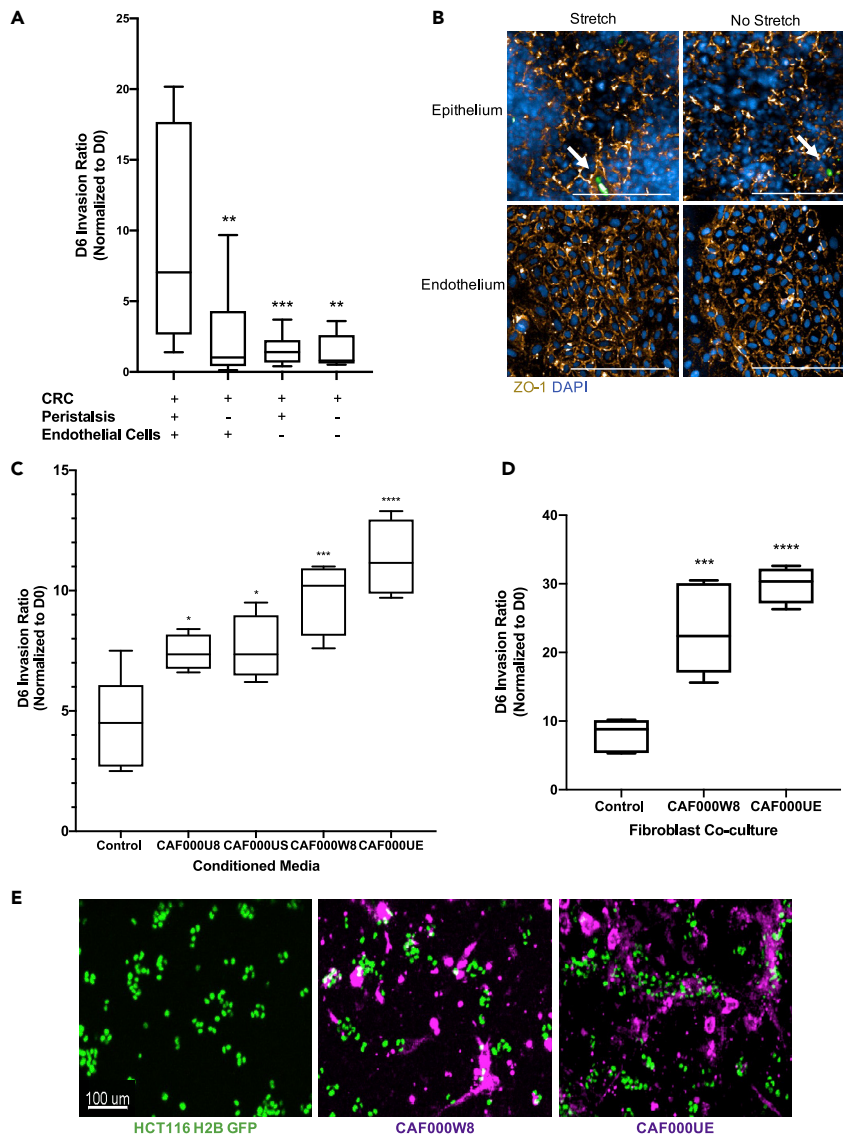 A
25
20
15
10
5
0
D6 Invasion Ratio
(Normalized to D0)
**
***
**
CRC + + + +
Peristalsis + - + -
Endothelial Cells + + - -
B
Stretch No Stretch
Epithelium
Endothelium
ZO-1 DAPI
C
15
10
5
0
D6 Invasion Ratio
(Normalized to D0)
*
*
***
****
Control CAF000U8 CAF000US CAF000W8 CAF000UE
Conditioned Media
D
40
30
20
10
0
D6 Invasion Ratio
(Normalized to D0)
***
****
Control CAF000W8 CAF000UE
Fibroblast Co-culture
E
100 um
HCT116 H2B GFP CAF000W8 CAF000UE